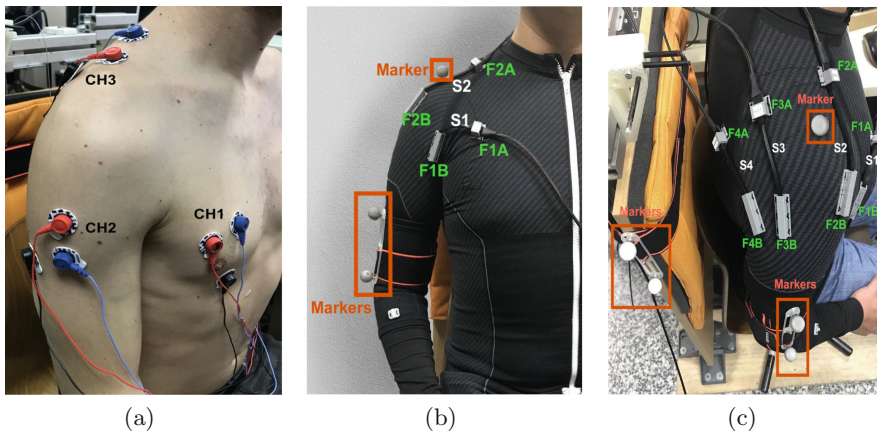 CH3
CH2
CH1
Marker
F2A
S2
F2B
S1
F1A
F1B
Markers
F2A
F3A
Marker
F4A
F1A
S2
S3
S1
S4
Markers
F1B
F2B
F4B
F3B
Markers
(a)
(b)
(c)